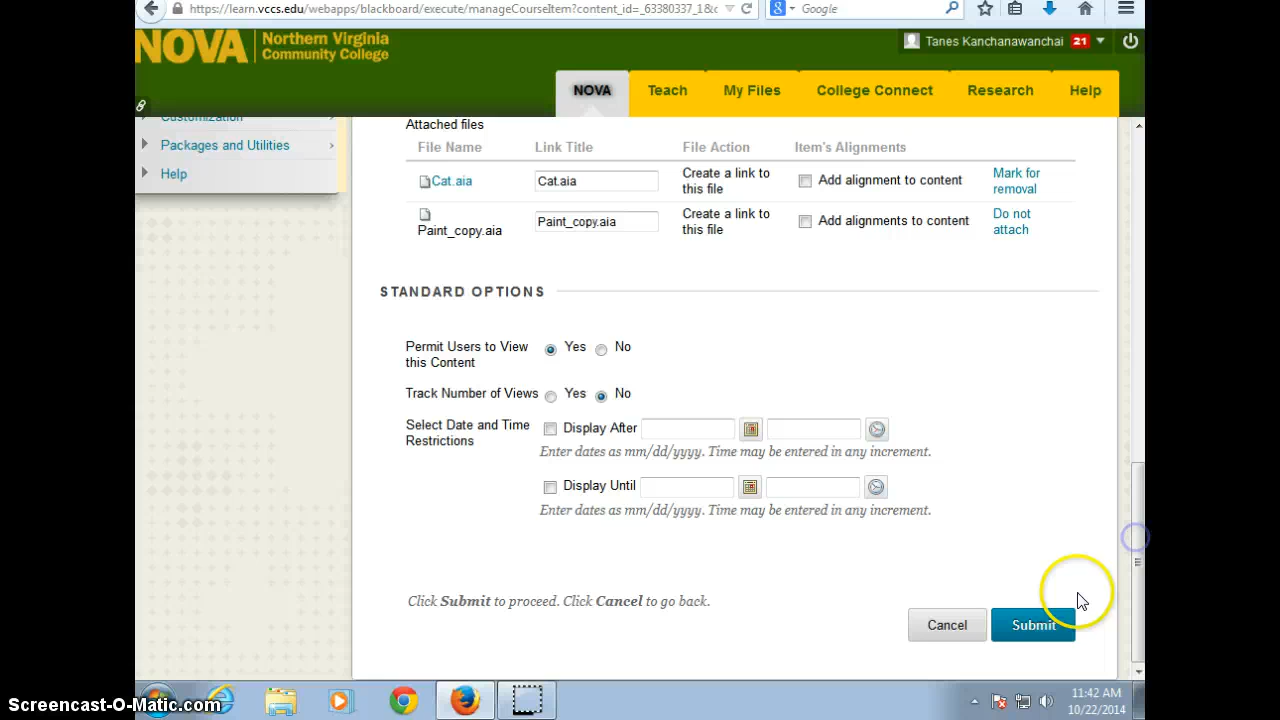 https://learn.vccs.edu/webapps/blackboard/execute/manageCourseItem?content_id=_63380337_1&c
Google
NOVA
Northern Virginia
Community College
Tanes Kanchanawanchai
21
NOVA
Teach
My Files
College Connect
Research
Help
Customization
Packages and Utilities
Help
Attached files
File Name Link Title File Action Item's Alignments
Cat.aia
Cat.aia
Create a link to
this file
Add alignment to content
Mark for
removal
Paint_copy.aia
Paint_copy.aia
Create a link to
this file
Add alignments to content
Do not
attach
STANDARD OPTIONS
Permit Users to View
this Content
Yes No
Track Number of Views Yes No
Select Date and Time
Restrictions
Display After
Enter dates as mm/dd/yyyy. Time may be entered in any increment.
Display Until
Enter dates as mm/dd/yyyy. Time may be entered in any increment.
Click Submit to proceed. Click Cancel to go back.
Cancel
Submit
11:42 AM
10/22/2014
Screencast-O-Matic.com